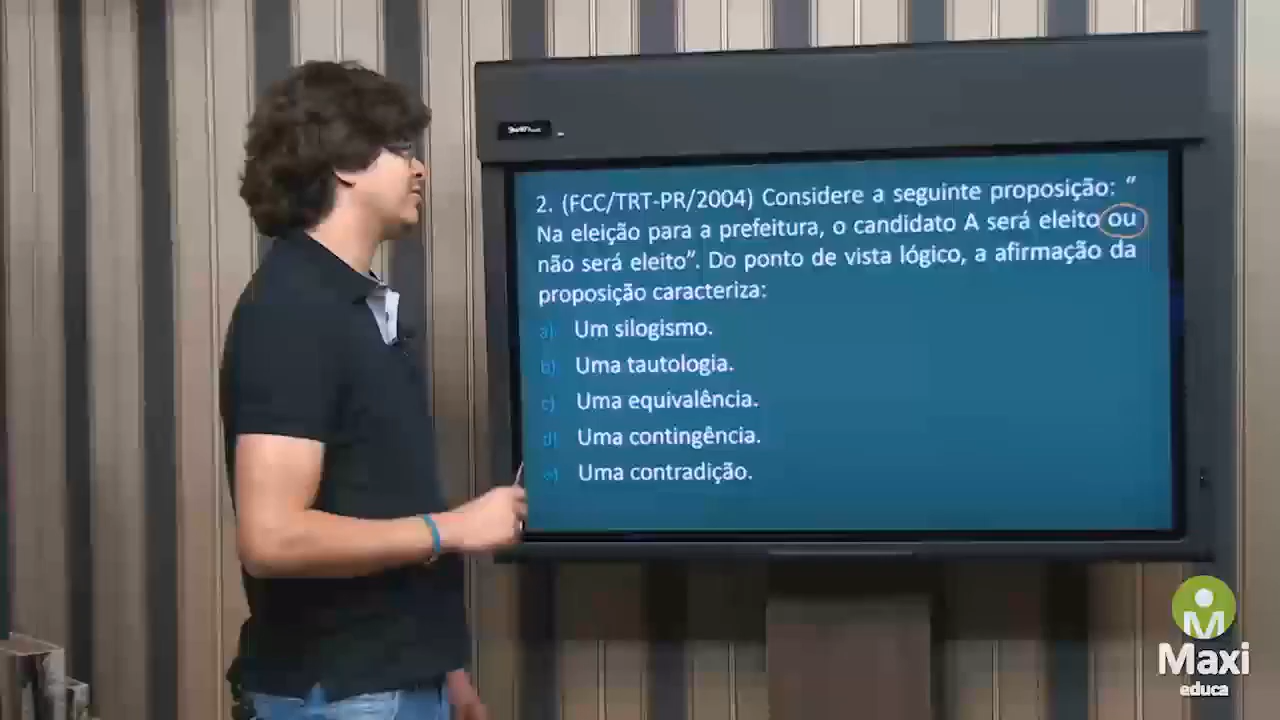 2. (FCC/TRT-PR/2004) Considere a seguinte proposição: “
Na eleição para a prefeitura, o candidato A será eleito ou
não será eleito”. Do ponto de vista lógico, a afirmação da
proposição caracteriza:
a) Um silogismo.
b) Uma tautologia.
c) Uma equivalência.
d) Uma contingência.
e) Uma contradição.
M
Maxi
educa